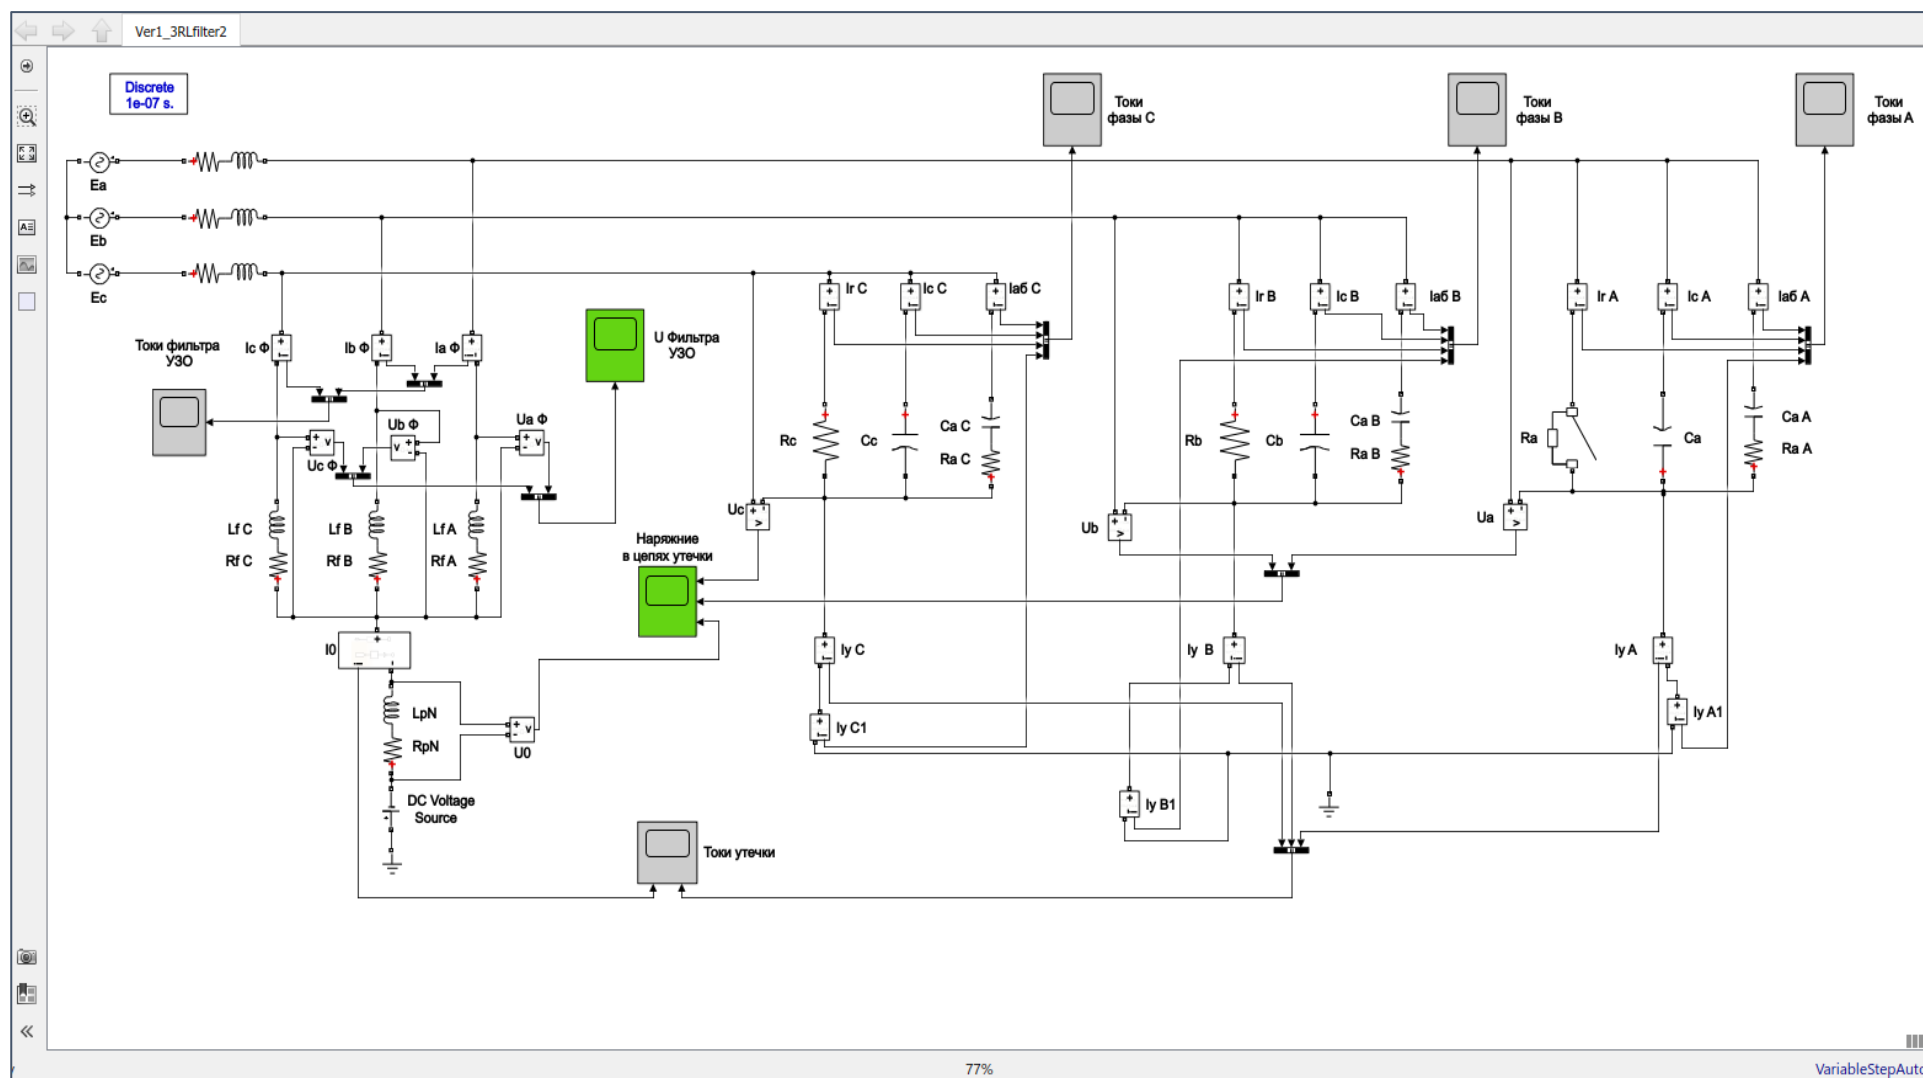 Ver1_3RLfilter2
Discrete
1e-07 s.
Токи
фазы C
Токи
фазы B
Токи
фазы A
Ea
Eb
Ec
Ir C
Ic C
Iаб C
Ir B
Ic B
Iаб B
Ir A
Ic A
Iаб A
Токи фильтра
УЗО
Ic Ф
Ib Ф
Ia Ф
U Фильтра
УЗО
Ua Ф
Ub Ф
Uc Ф
Rc
Cc
Ca C
Ra C
Rb
Cb
Ca B
Ra B
Ra
Ca
Ca A
Ra A
Lf C
Rf C
Lf B
Rf B
Lf A
Rf A
Uc
Ub
Ua
Наряжние
в цепях утечки
I0
Iy C
Iy B
Iy A
LpN
RpN
U0
Iy C1
Iy A1
DC Voltage
Source
Iy B1
Токи утечки
77%
VariableStepAuto